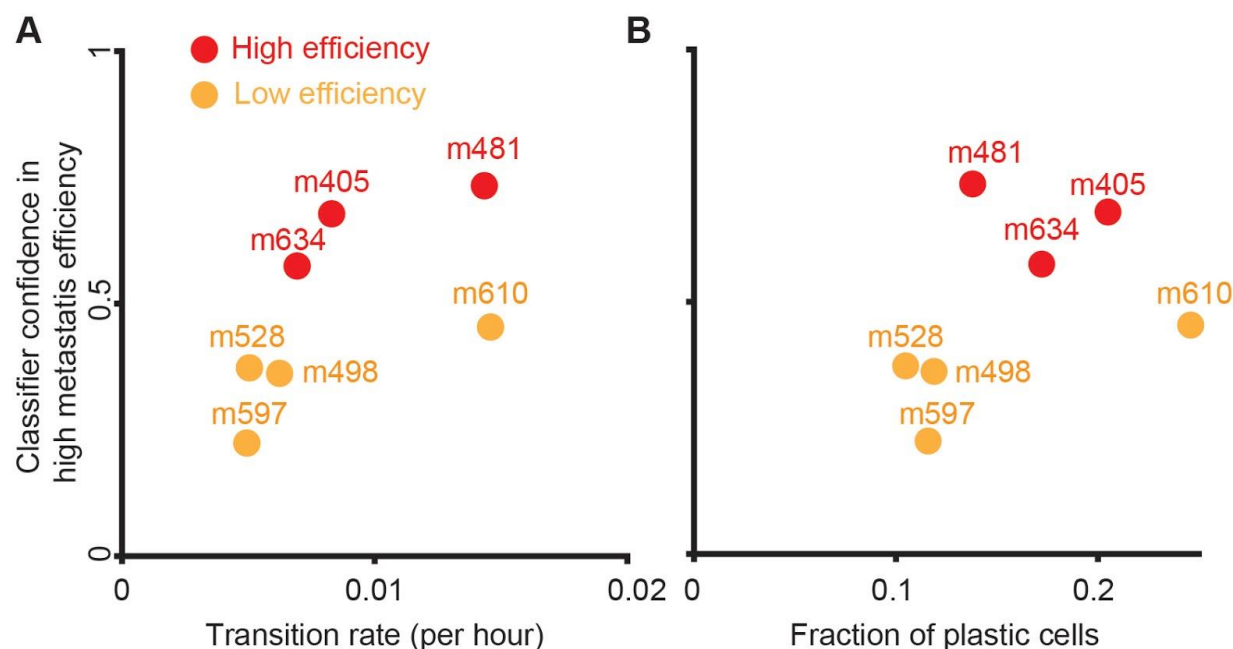 A
High efficiency
Low efficiency
Classifier confidence in
high metastatis efficiency
1
0.5
0
m481
m405
m634
m610
m528
m498
m597
0
0.01
0.02
Transition rate (per hour)
B
m481
m405
m634
m610
m528
m498
m597
0
0.1
0.2
Fraction of plastic cells